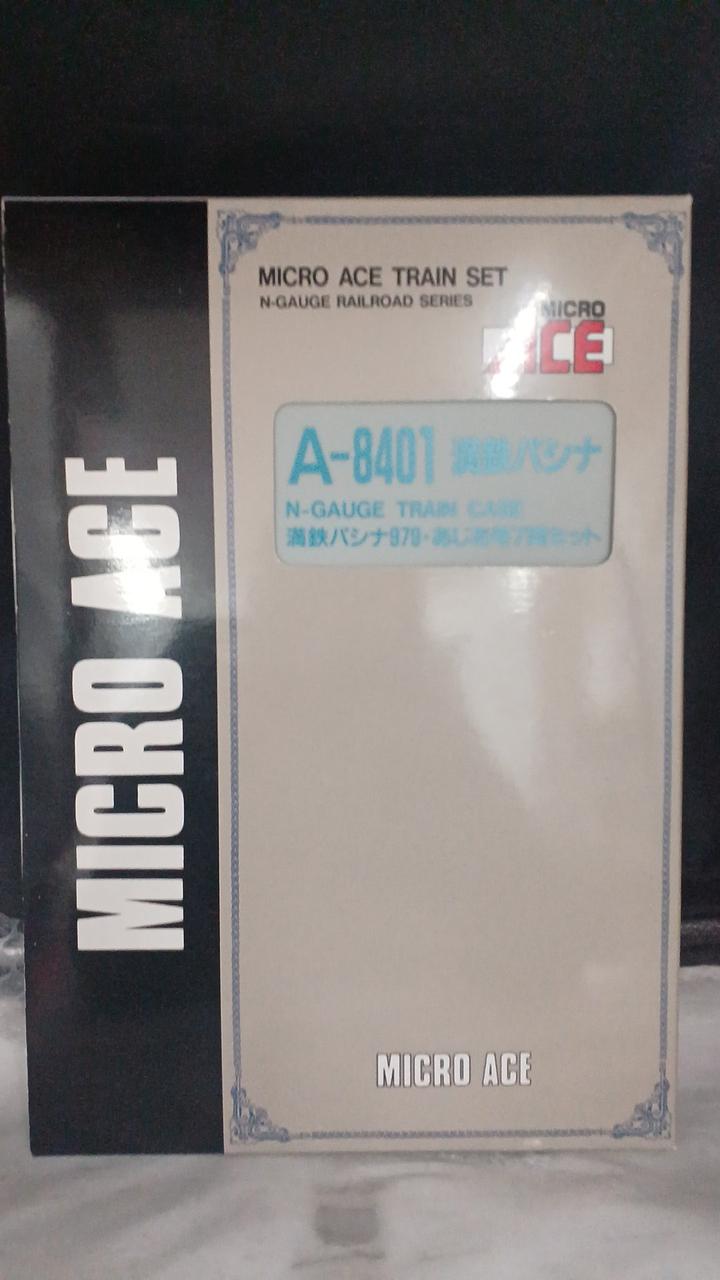 MICRO ACE TRAIN SET
N-GAUGE RAILROAD SERIES
MICRO
ACE
A-8401 満鉄パシナ
N-GAUGE TRAIN CASE
満鉄パシナ979・あじあ号7両セット
MICRO ACE
MICRO ACE